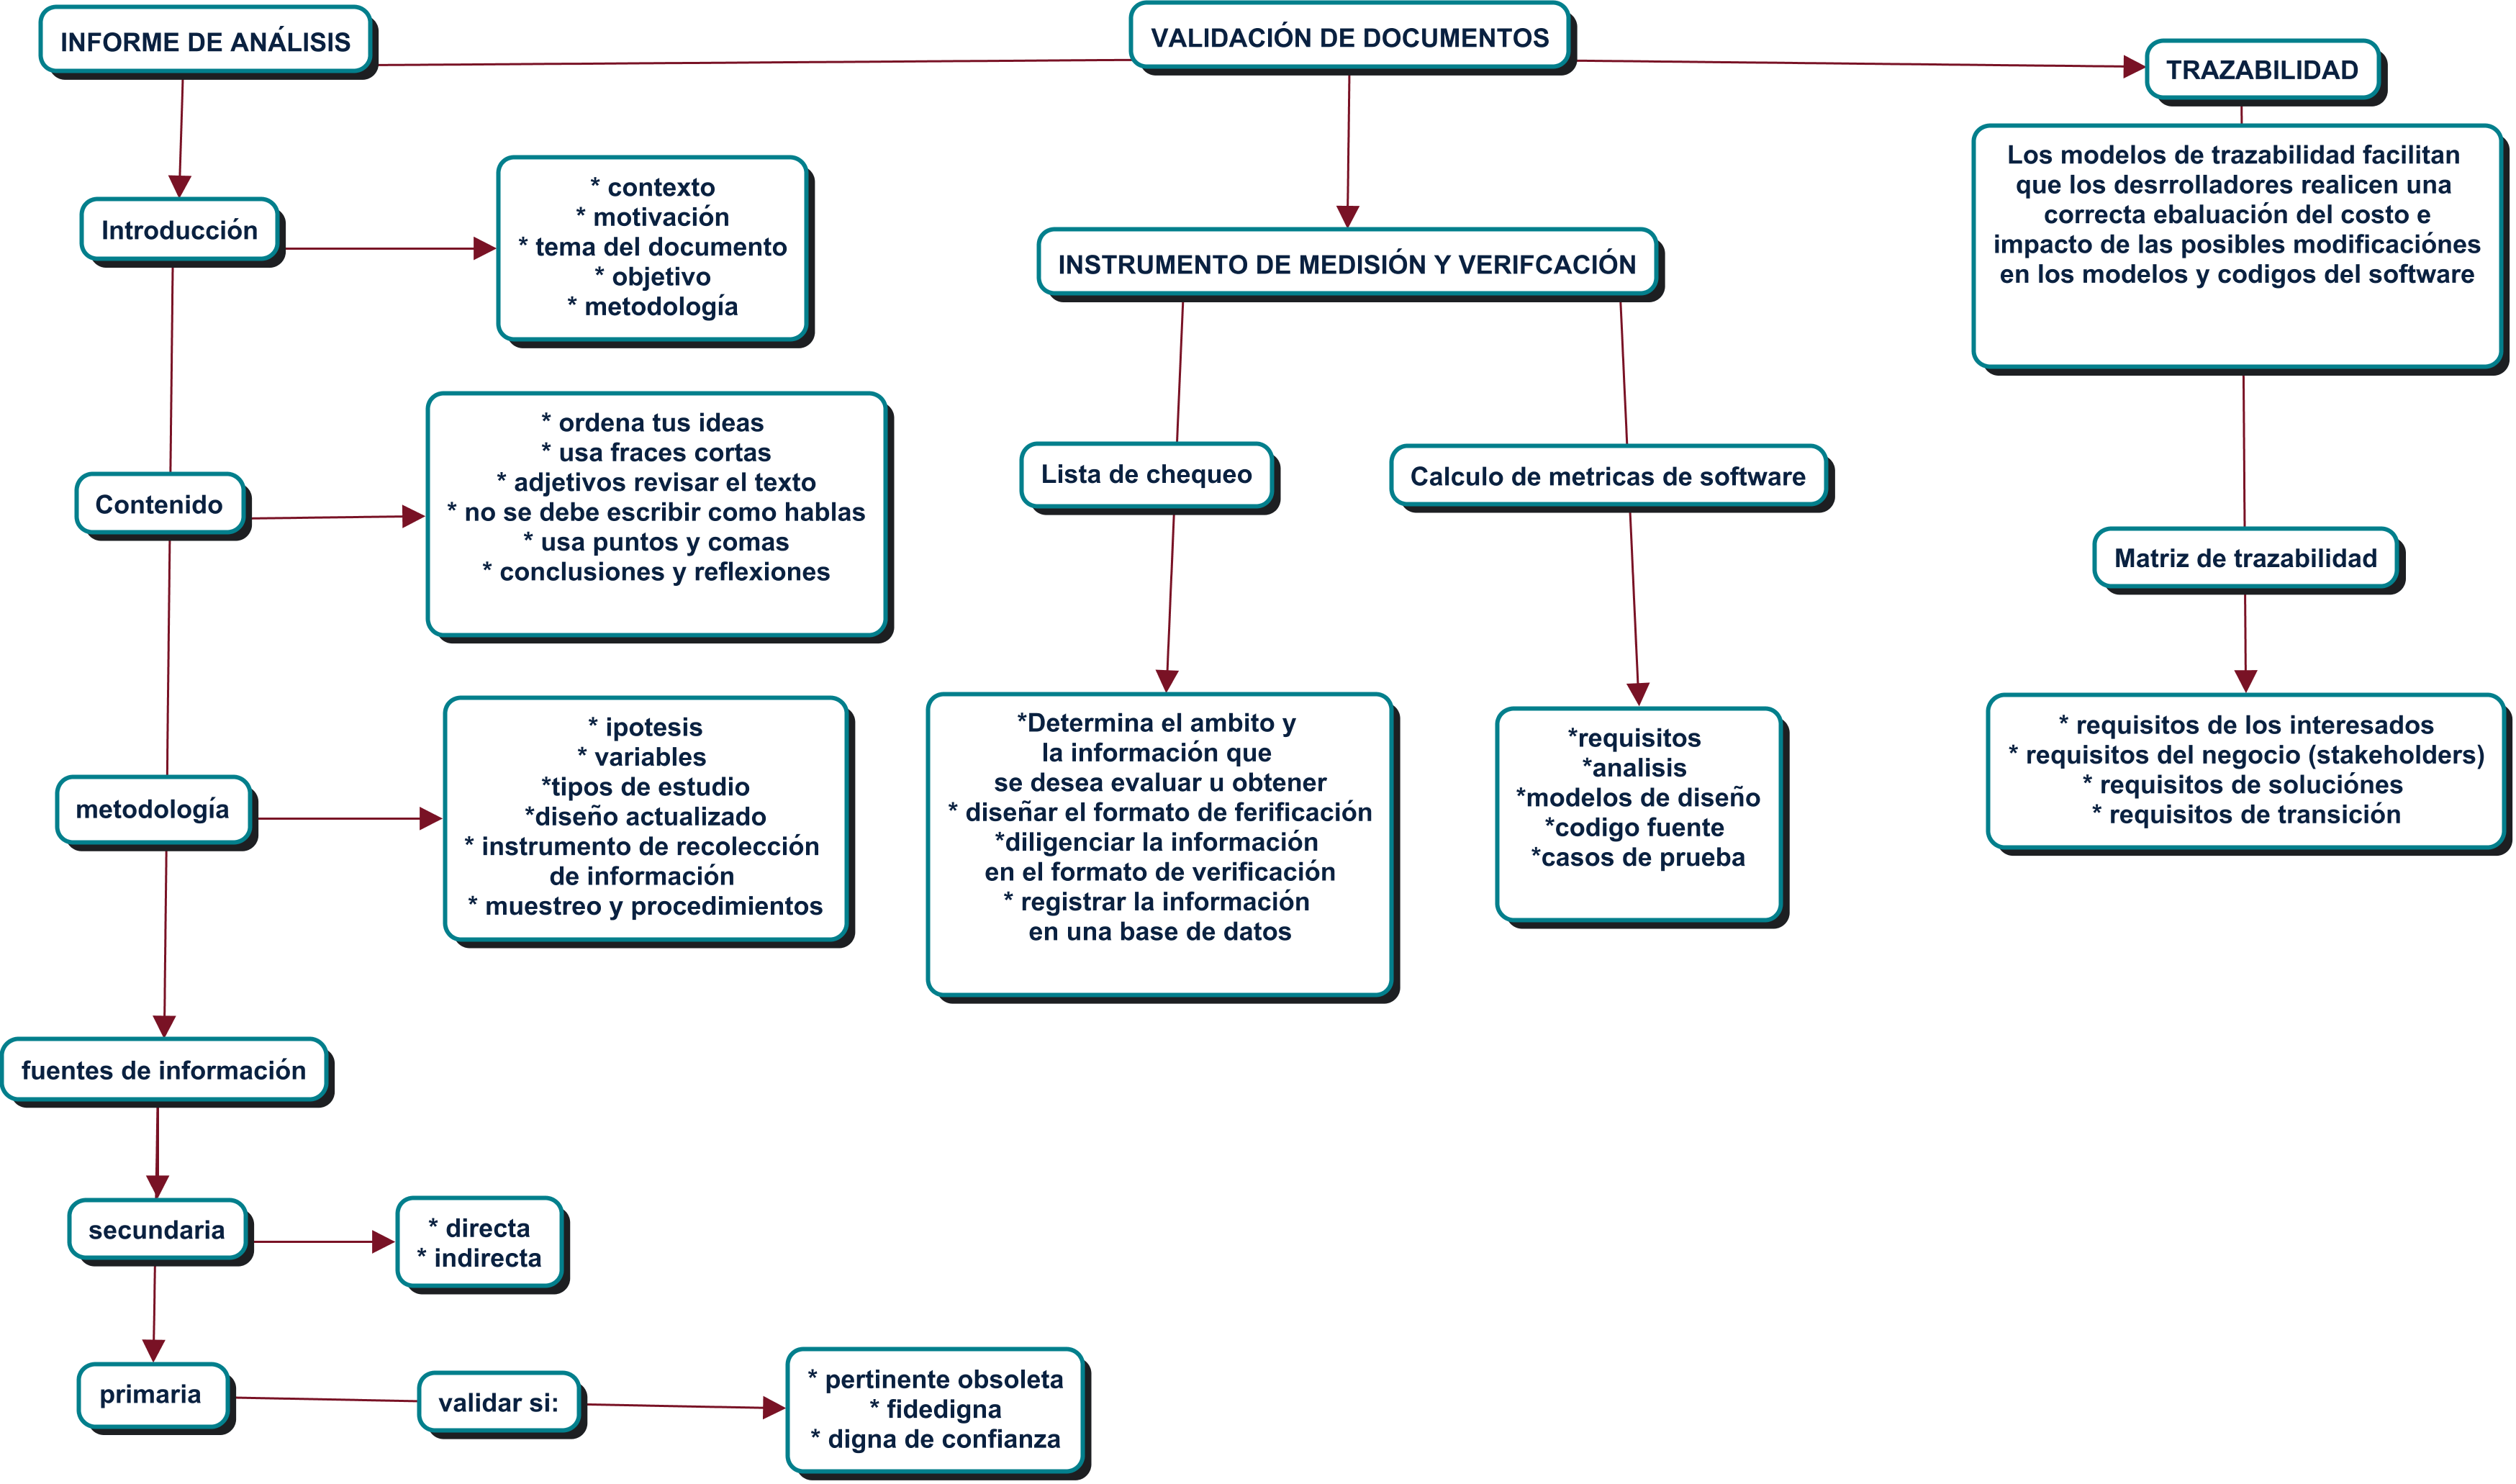 INFORME DE ANÁLISIS
VALIDACIÓN DE DOCUMENTOS
TRAZABILIDAD
Introducción
* contexto
* motivación
* tema del documento
* objetivo
* metodología
Contenido
* ordena tus ideas
* usa fraces cortas
* adjetivos revisar el texto
* no se debe escribir como hablas
* usa puntos y comas
* conclusiones y reflexiones
metodología
* ipotesis
* variables
*tipos de estudio
*diseño actualizado
* instrumento de recolección
de información
* muestreo y procedimientos
fuentes de información
secundaria
* directa
* indirecta
primaria
validar si:
* pertinente obsoleta
* fidedigna
* digna de confianza
INSTRUMENTO DE MEDISIÓN Y VERIFCACIÓN
Lista de chequeo
*Determina el ambito y
la información que
se desea evaluar u obtener
* diseñar el formato de ferificación
*diligenciar la información
en el formato de verificación
* registrar la información
en una base de datos
Calculo de metricas de software
*requisitos
*analisis
*modelos de diseño
*codigo fuente
*casos de prueba
Los modelos de trazabilidad facilitan
que los desrrolladores realicen una
correcta ebaluación del costo e
impacto de las posibles modificaciónes
en los modelos y codigos del software
Matriz de trazabilidad
* requisitos de los interesados
* requisitos del negocio (stakeholders)
* requisitos de soluciónes
* requisitos de transición